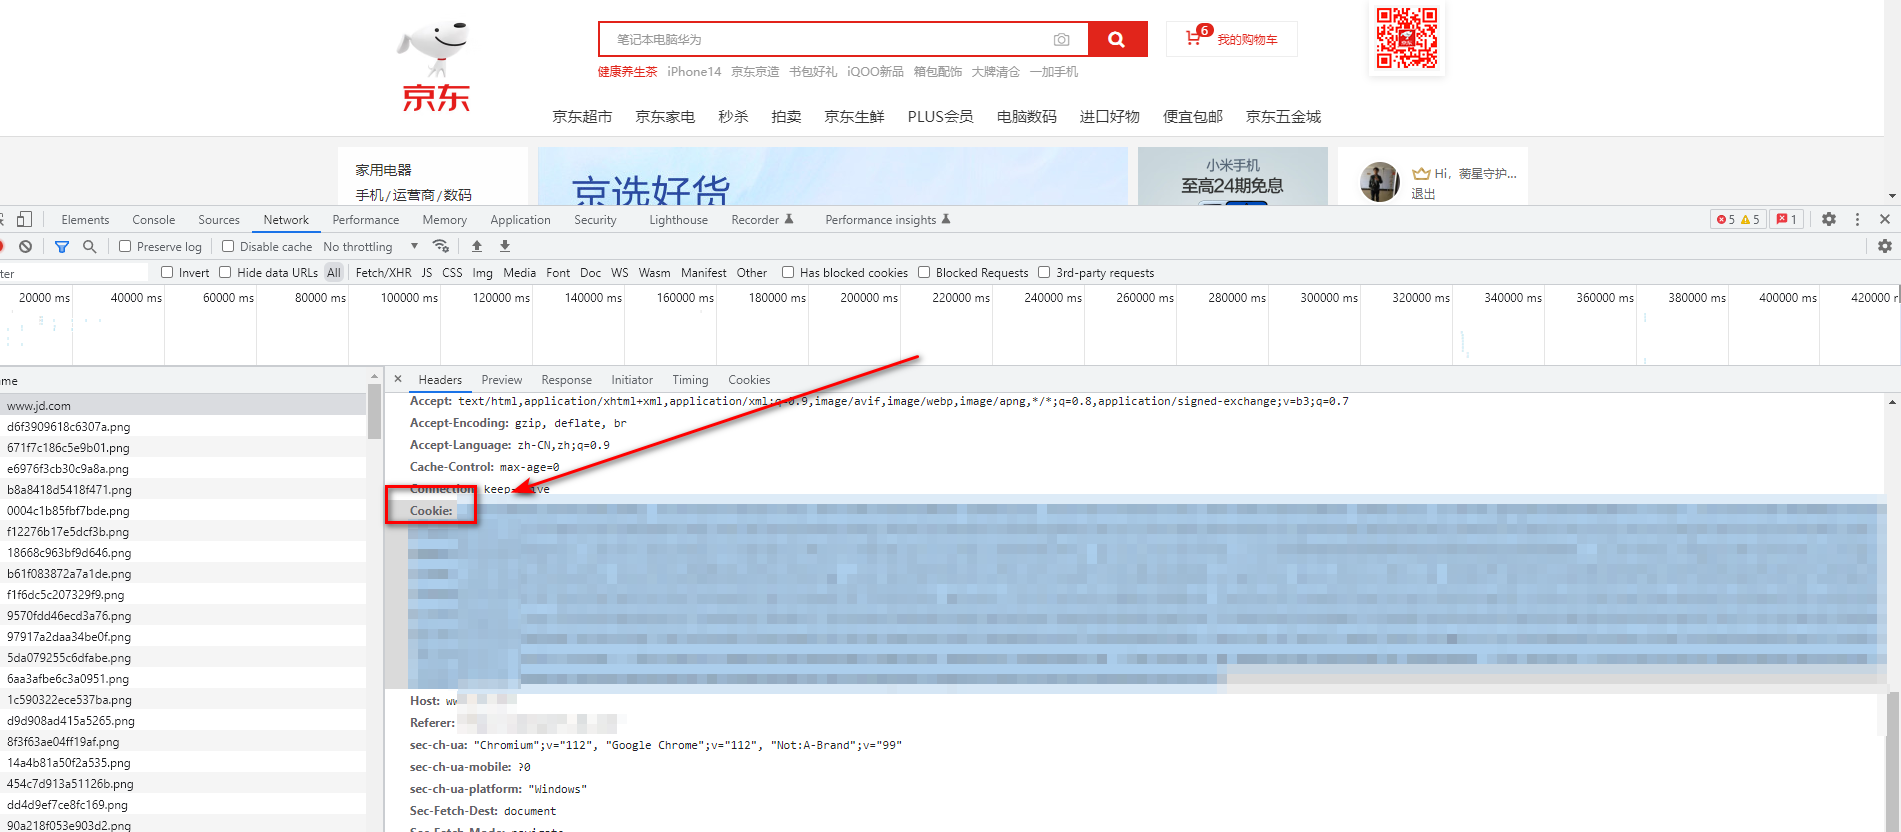 笔记本电脑华为
6
我的购物车
京东
健康养生茶 iPhone14 京东京造 书包好礼 iQOO新品 箱包配饰 大牌清仓 一加手机
京东超市 京东家电 秒杀 拍卖 京东生鲜 PLUS会员 电脑数码 进口好物 便宜包邮 京东五金城
家用电器
手机/运营商/数码
京选好货
小米手机
至高24期免息
Hi，蘅星守护...
退出
Elements Console Sources Network Performance Memory Application Security Lighthouse Recorder Performance insights 5 5 1
Preserve log Disable cache No throttling
ter Invert Hide data URLs All Fetch/XHR JS CSS Img Media Font Doc WS Wasm Manifest Other Has blocked cookies Blocked Requests 3rd-party requests
20000 ms 40000 ms 60000 ms 80000 ms 100000 ms 120000 ms 140000 ms 160000 ms 180000 ms 200000 ms 220000 ms 240000 ms 260000 ms 280000 ms 300000 ms 320000 ms 340000 ms 360000 ms 380000 ms 400000 ms 420000 r
me
www.jd.com
d6f3909618c6307a.png
671f7c186c5e9b01.png
e6976f3cb30c9a8a.png
b8a8418d5418f471.png
0004c1b85fbf7bde.png
f12276b17e5dcf3b.png
18668c963bf9d646.png
b61f083872a7a1de.png
f1f6dc5c207329f9.png
9570fdd46ecd3a76.png
97917a2daa34be0f.png
5da079255c6dfabe.png
6aa3afbe6c3a0951.png
1c590322ece537ba.png
d9d908ad415a5265.png
8f3f63ae04ff19af.png
14a4b81a50f2a535.png
454c7d913a51126b.png
dd4d9ef7ce8fc169.png
90a218f053e903d2.png
Headers Preview Response Initiator Timing Cookies
Accept: text/html,application/xhtml+xml,application/xml;q=0.9,image/avif,image/webp,image/apng,*/*;q=0.8,application/signed-exchange;v=b3;q=0.7
Accept-Encoding: gzip, deflate, br
Accept-Language: zh-CN,zh;q=0.9
Cache-Control: max-age=0
Connection: keep-alive
Cookie:
Host: ww
Referer:
sec-ch-ua: "Chromium";v="112", "Google Chrome";v="112", "Not:A-Brand";v="99"
sec-ch-ua-mobile: ?0
sec-ch-ua-platform: "Windows"
Sec-Fetch-Dest: document
Sec-Fetch-Mode: navigate